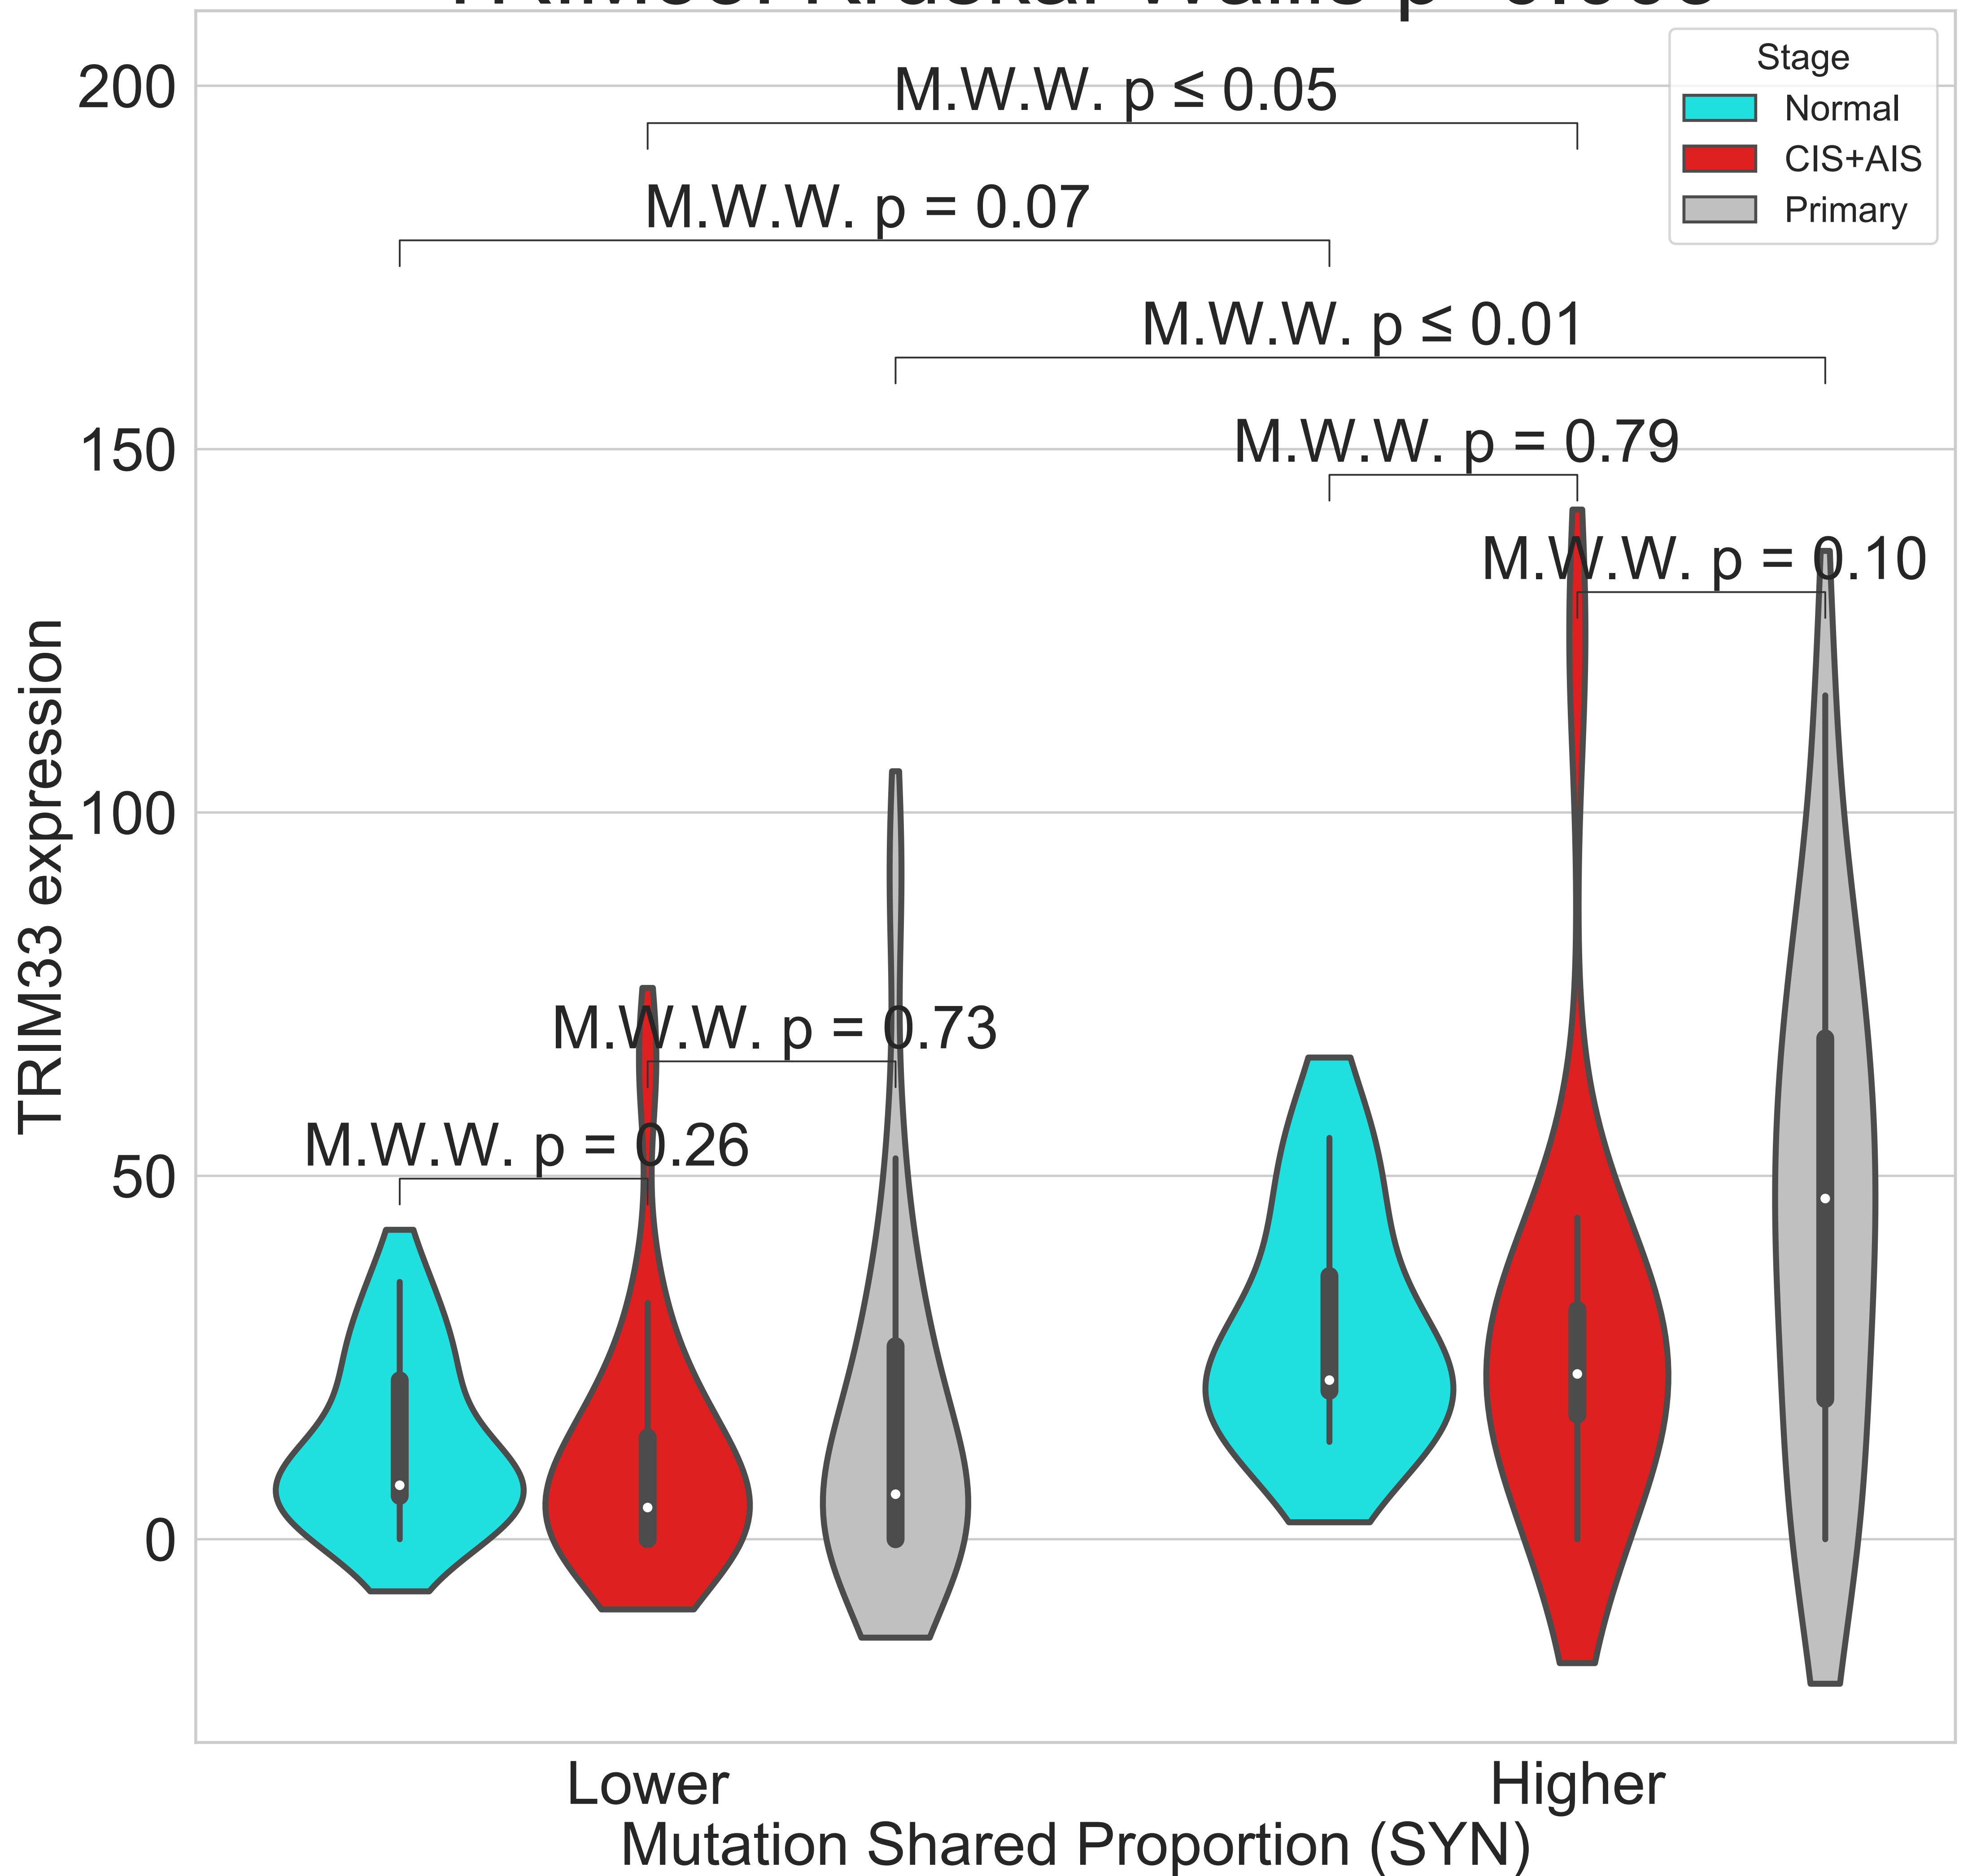 200
150
100
50
0
TRIM33 expression
M.W.W. p ≤ 0.05
M.W.W. p = 0.07
M.W.W. p ≤ 0.01
M.W.W. p = 0.79
M.W.W. p = 0.10
M.W.W. p = 0.73
M.W.W. p = 0.26
Stage
Normal
CIS+AIS
Primary
Lower
Higher
Mutation Shared Proportion (SYN)